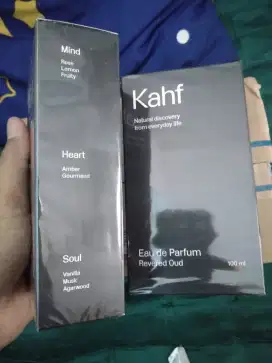 Mind
Rose
Lemon
Fruity
Heart
Amber
Gourmand
Soul
Vanilla
Musk
Agarwood
Kahf
Natural discovery
from everyday life.
Eau de Parfum
Revered Oud
100 ml